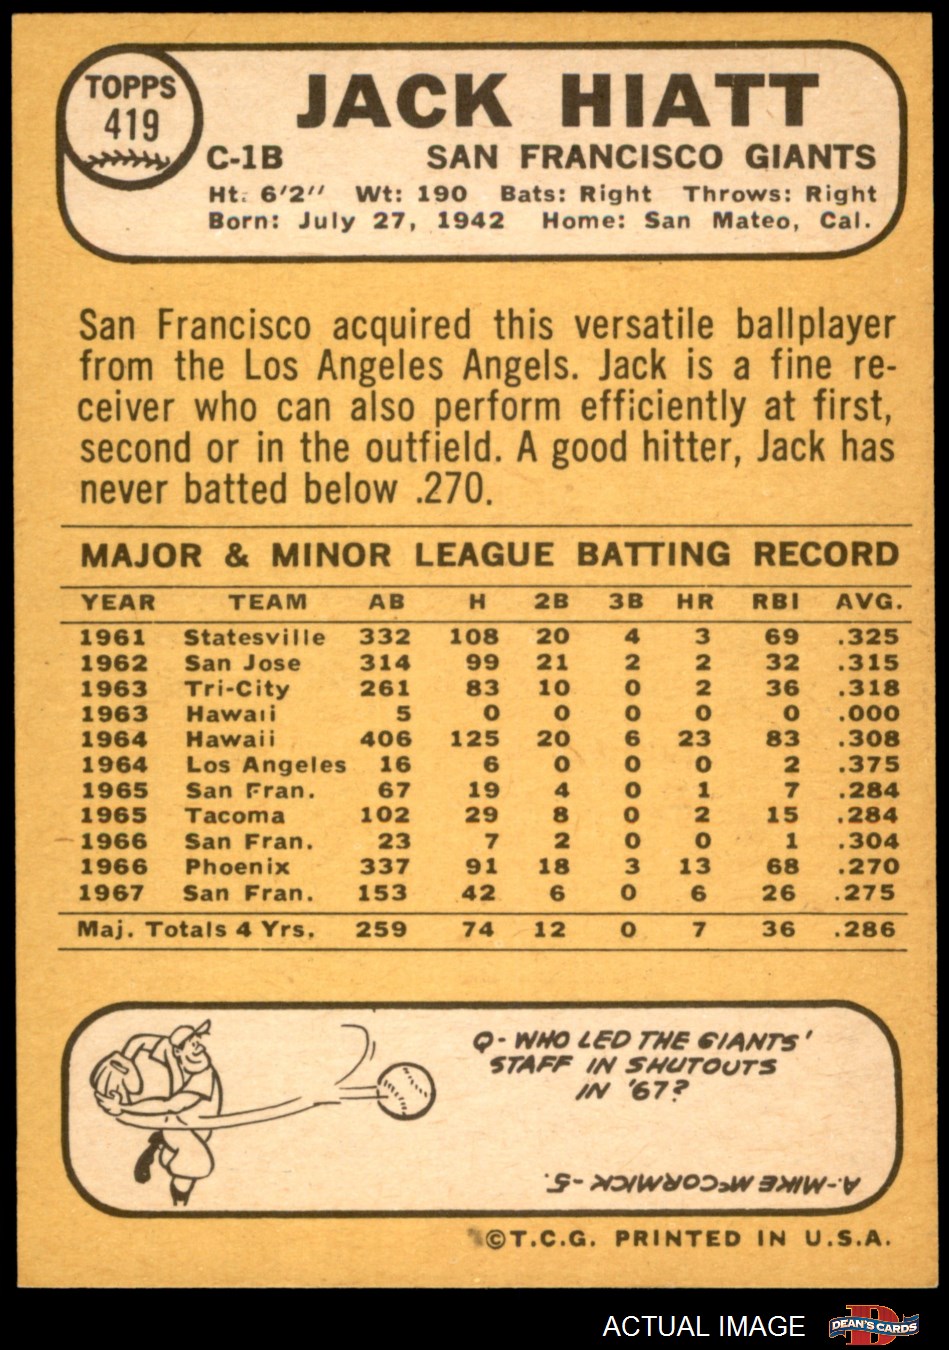 TOPPS
419
JACK HIATT
C-1B SAN FRANCISCO GIANTS
Ht: 6'2'' Wt: 190 Bats: Right Throws: Right
Born: July 27, 1942 Home: San Mateo, Cal.
San Francisco acquired this versatile ballplayer
from the Los Angeles Angels. Jack is a fine re-
ceiver who can also perform efficiently at first,
second or in the outfield. A good hitter, Jack has
never batted below .270.
MAJOR & MINOR LEAGUE BATTING RECORD
YEAR TEAM AB H 2B 3B HR RBI AVG.
1961 Statesville 332 108 20 4 3 69 .325
1962 San Jose 314 99 21 2 2 32 .315
1963 Tri-City 261 83 10 0 2 36 .318
1963 Hawaii 5 0 0 0 0 0 .000
1964 Hawaii 406 125 20 6 23 83 .308
1964 Los Angeles 16 6 0 0 0 2 .375
1965 San Fran. 67 19 4 0 1 7 .284
1965 Tacoma 102 29 8 0 2 15 .284
1966 San Fran. 23 7 2 0 0 1 .304
1966 Phoenix 337 91 18 3 13 68 .270
1967 San Fran. 153 42 6 0 6 26 .275
Maj. Totals 4 Yrs. 259 74 12 0 7 36 .286
Q-WHO LED THE GIANTS'
STAFF IN SHUTOUTS
IN '67?
A-MIKE McCORMICK-5.
©T.C.G. PRINTED IN U.S.A.
ACTUAL IMAGE
D
DEAN'S CARDS